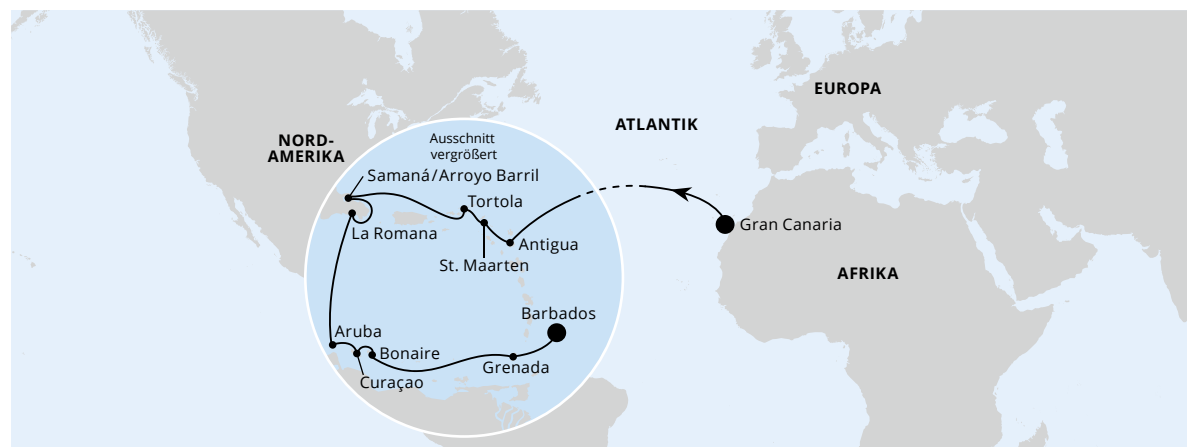 EUROPA
ATLANTIK
NORD-
AMERIKA
Ausschnitt
vergrößert
Samaná/Arroyo Barril
Tortola
La Romana
Antigua
Gran Canaria
St. Maarten
AFRIKA
Barbados
Aruba
Bonaire
Grenada
Curaçao